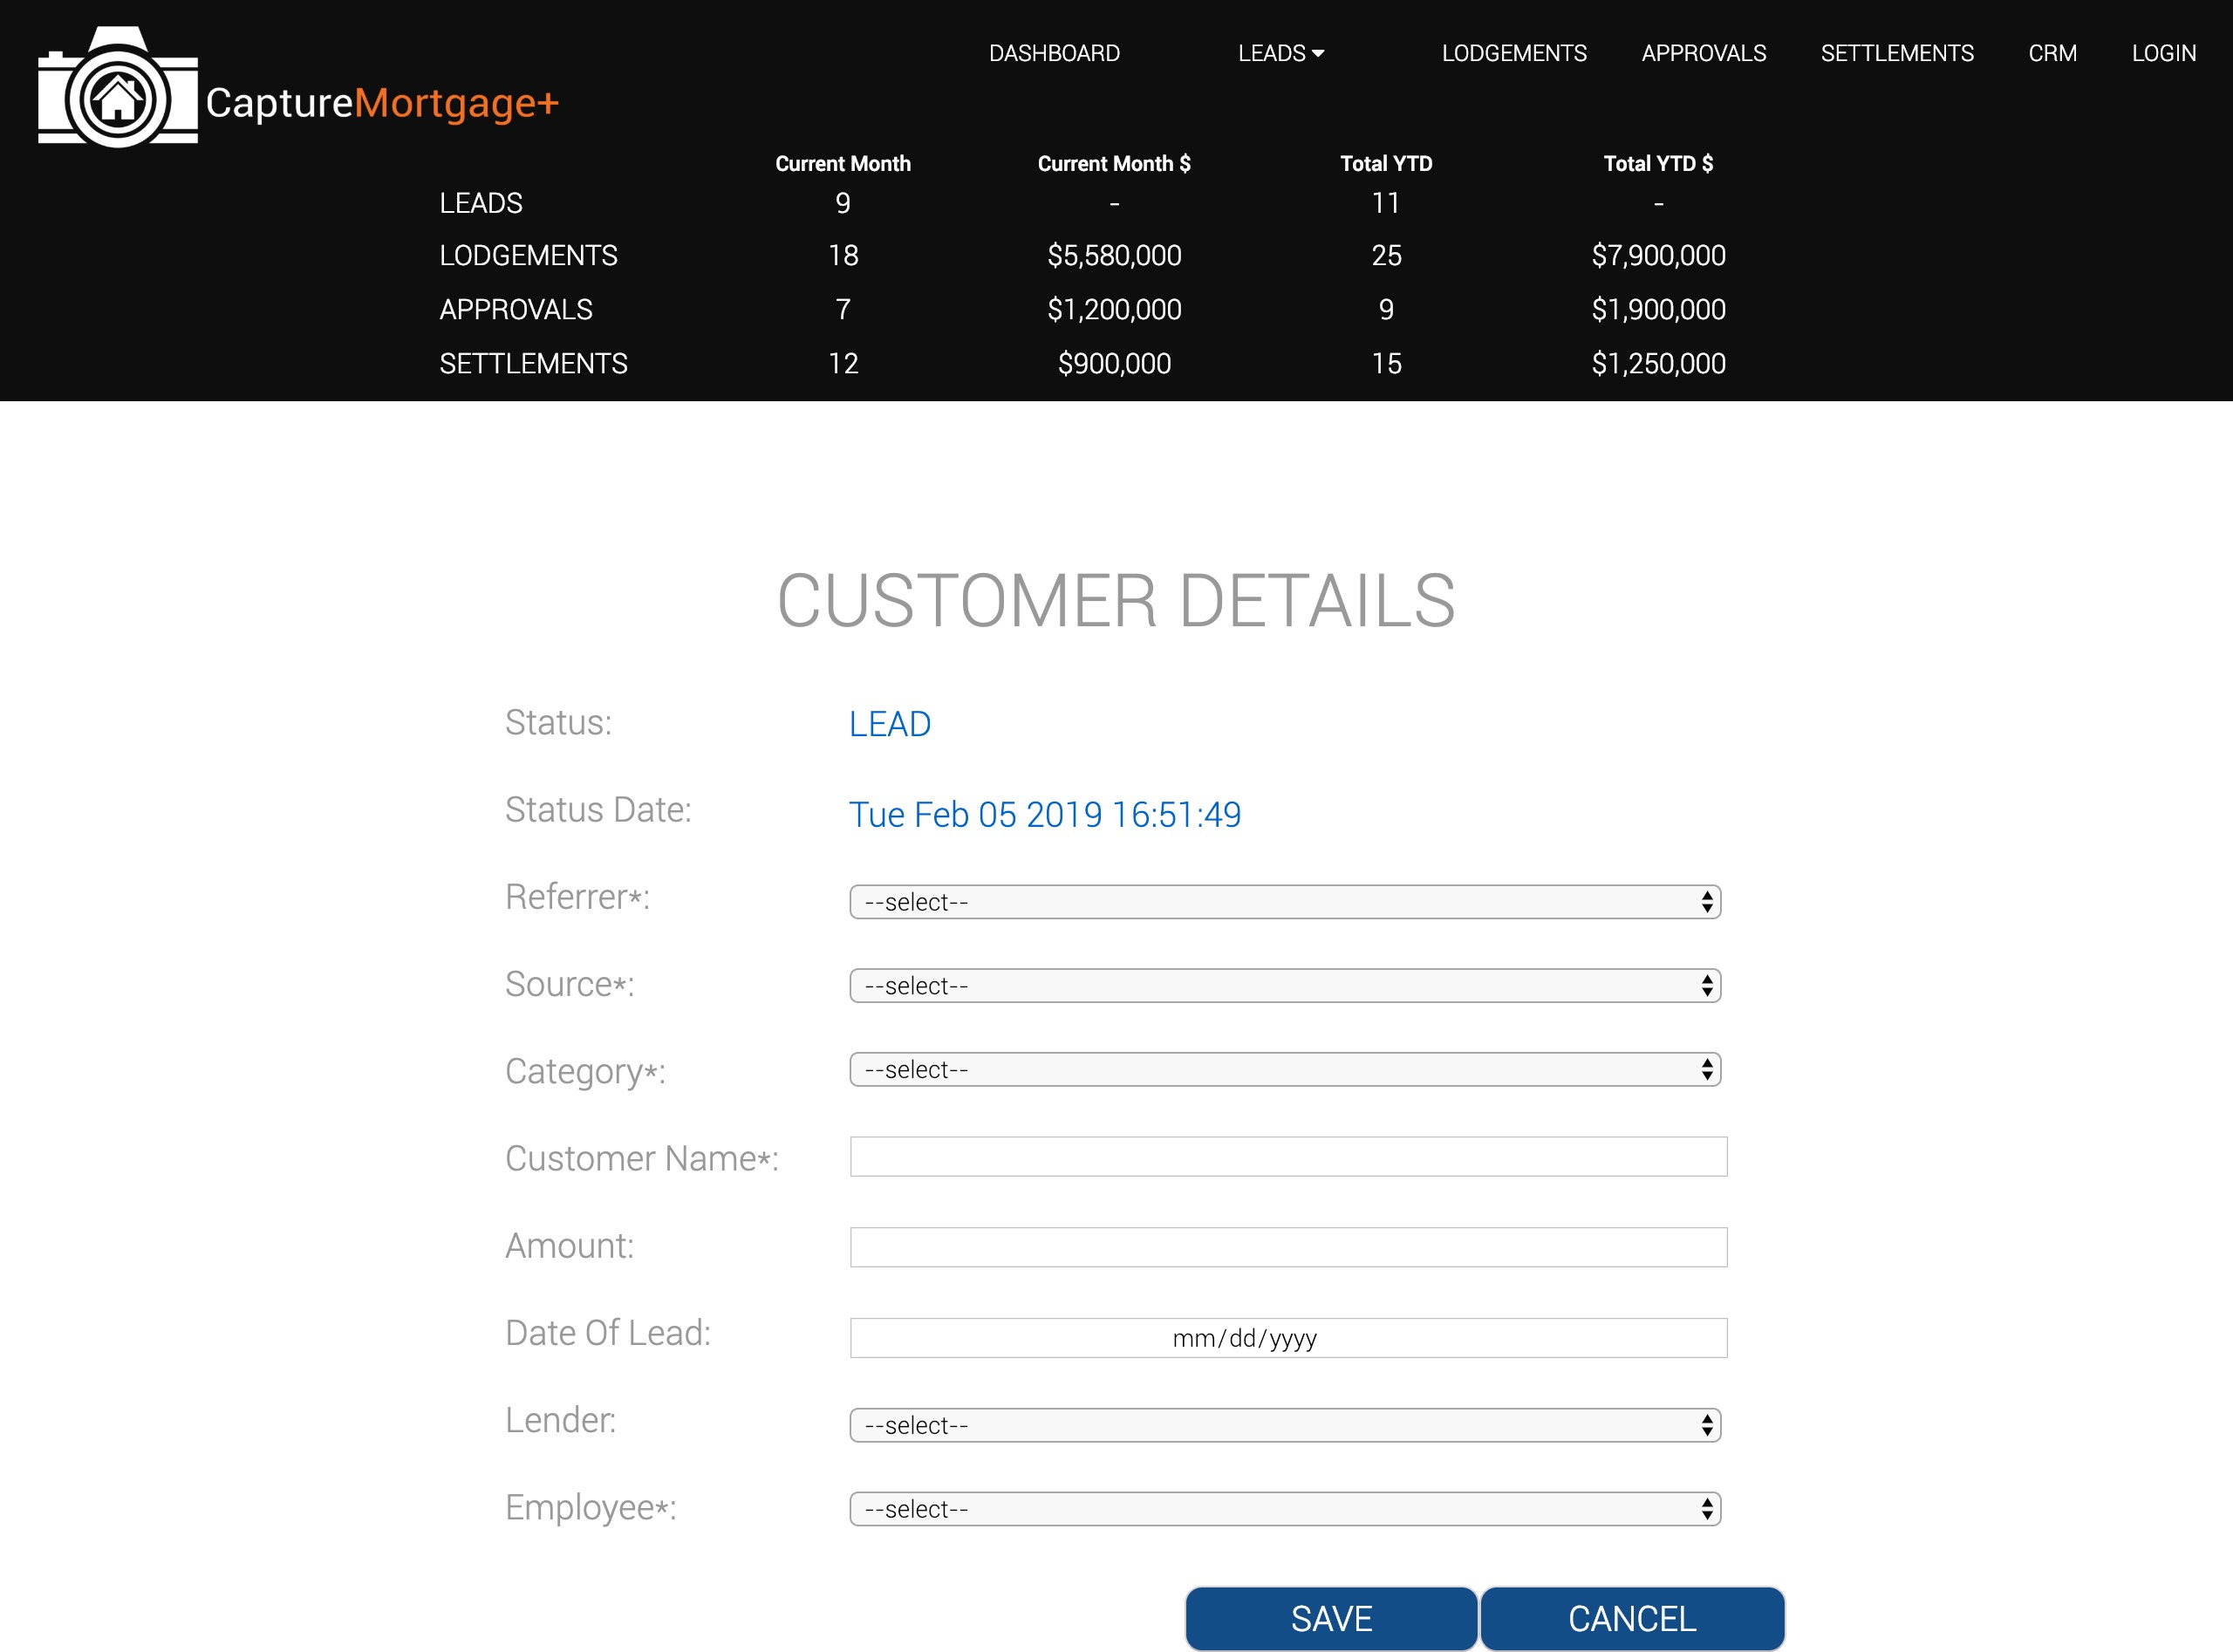 DASHBOARD LEADS LODGEMENTS APPROVALS SETTLEMENTS CRM LOGIN
CaptureMortgage+
Current Month Current Month $ Total YTD Total YTD $
LEADS 9 - 11 -
LODGEMENTS 18 $5,580,000 25 $7,900,000
APPROVALS 7 $1,200,000 9 $1,900,000
SETTLEMENTS 12 $900,000 15 $1,250,000
CUSTOMER DETAILS
Status: LEAD
Status Date: Tue Feb 05 2019 16:51:49
Referrer*: --select--
Source*: --select--
Category*: --select--
Customer Name*:
Amount:
Date Of Lead: mm/dd/yyyy
Lender: --select--
Employee*: --select--
SAVE CANCEL